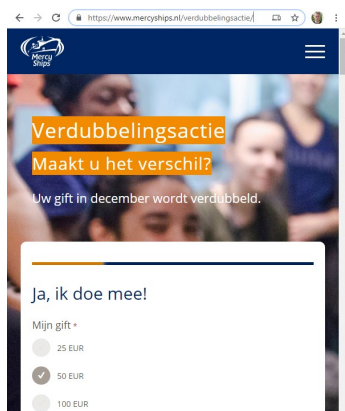 https://www.mercyships.nl/verdubbelingsactie/
Mercy
Ships
Verdubbelingsactie
Maakt u het verschil?
Uw gift in december wordt verdubbeld.
Ja, ik doe mee!
Mijn gift *
25 EUR
50 EUR
100 EUR